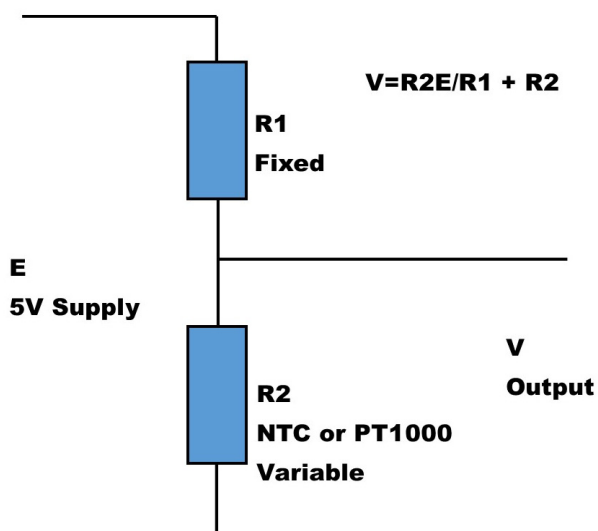 V=R2E/R1 + R2
R1
Fixed
E
5V Supply
V
Output
R2
NTC or PT1000
Variable